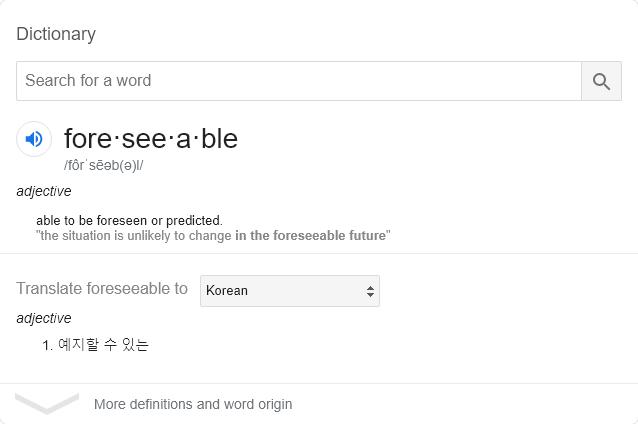 Dictionary
Search for a word
fore·see·a·ble
/fôrˈsēəb(ə)l/
adjective
able to be foreseen or predicted.
"the situation is unlikely to change in the foreseeable future"
Translate foreseeable to Korean
adjective
1. 예지할 수 있는
More definitions and word origin